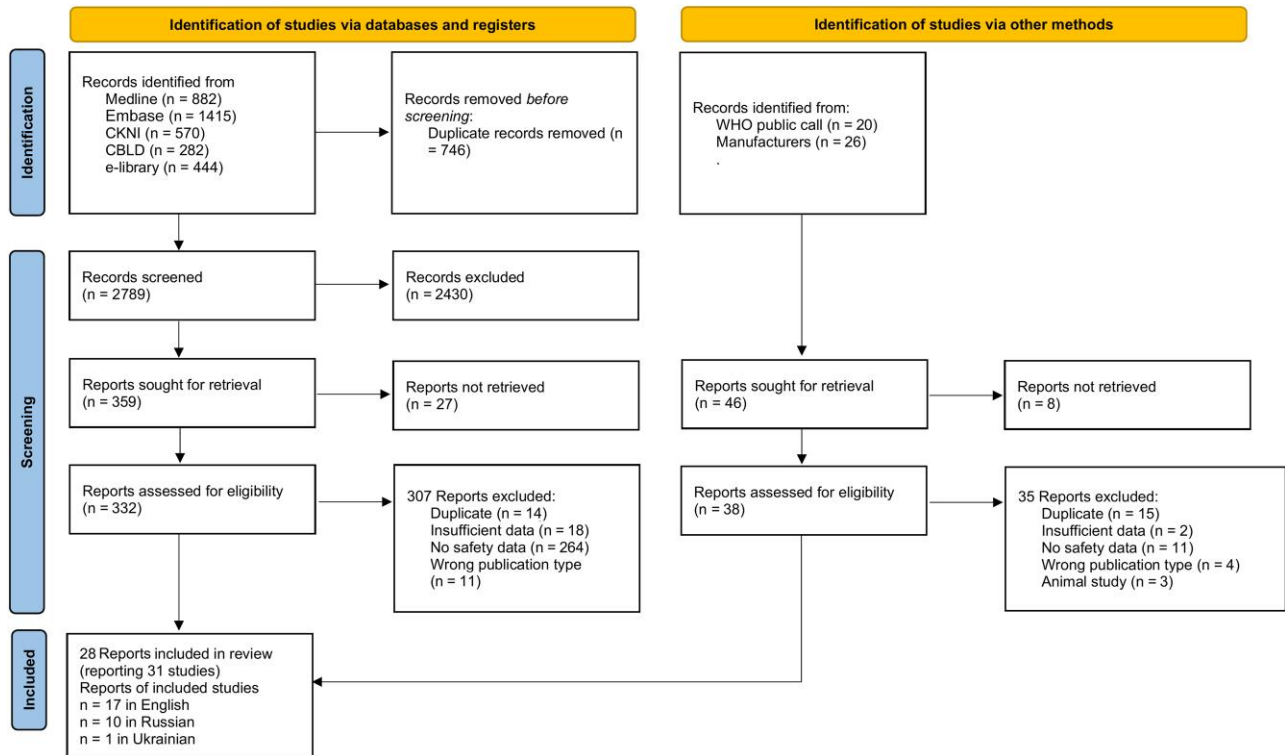 Identification of studies via databases and registers
Identification of studies via other methods
Identification
Records identified from
Medline (n = 882)
Embase (n = 1415)
CKNI (n = 570)
CBLD (n = 282)
e-library (n = 444)
Records removed before
screening:
Duplicate records removed (n
= 746)
Records identified from:
WHO public call (n = 20)
Manufacturers (n = 26)
.
Screening
Records screened
(n = 2789)
Records excluded
(n = 2430)
Reports sought for retrieval
(n = 359)
Reports not retrieved
(n = 27)
Reports sought for retrieval
(n = 46)
Reports not retrieved
(n = 8)
Reports assessed for eligibility
(n = 332)
307 Reports excluded:
Duplicate (n = 14)
Insufficient data (n = 18)
No safety data (n = 264)
Wrong publication type
(n = 11)
Reports assessed for eligibility
(n = 38)
35 Reports excluded:
Duplicate (n = 15)
Insufficient data (n = 2)
No safety data (n = 11)
Wrong publication type (n = 4)
Animal study (n = 3)
Included
28 Reports included in review
(reporting 31 studies)
Reports of included studies
n = 17 in English
n = 10 in Russian
n = 1 in Ukrainian